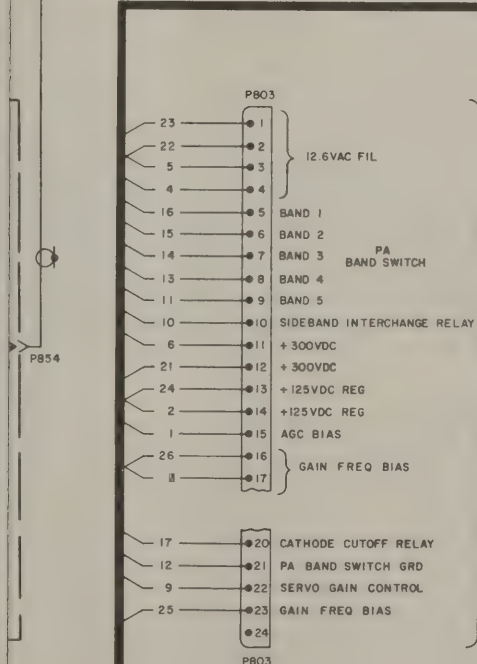 P803
23 1
22 2
5 3
12.6VAC FIL
4 4
16 5 BAND 1
15 6 BAND 2
14 7 BAND 3
PA
BAND SWITCH
13 8 BAND 4
11 9 BAND 5
10 10 SIDEBAND INTERCHANGE RELAY
6 11 +300VDC
P854
21 12 +300VDC
24 13 +125VDC REG
2 14 +125VDC REG
1 15 AGC BIAS
26 16
GAIN FREQ BIAS
17
17 20 CATHODE CUTOFF RELAY
12 21 PA BAND SWITCH GRD
9 22 SERVO GAIN CONTROL
25 23 GAIN FREQ BIAS
24
P803